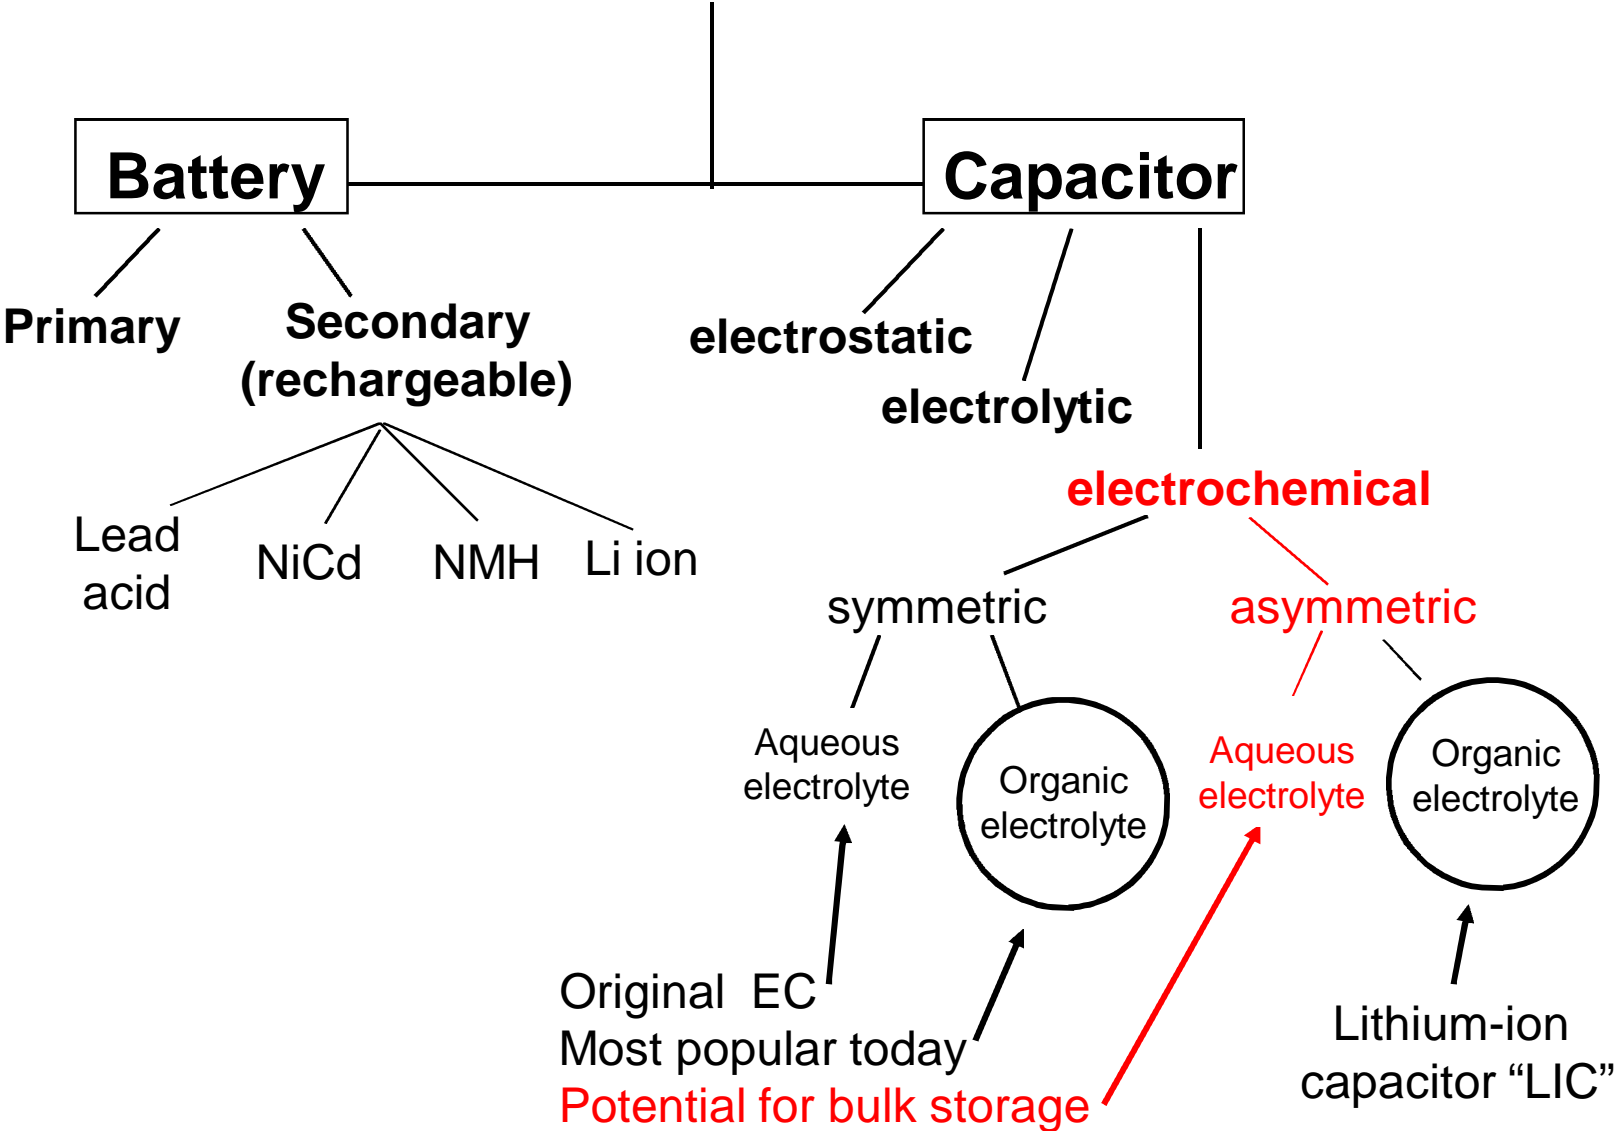 Battery
Capacitor
Primary
Secondary
(rechargeable)
electrostatic
electrolytic
electrochemical
Lead
acid
NiCd
NMH
Li ion
symmetric
asymmetric
Aqueous
electrolyte
Organic
electrolyte
Aqueous
electrolyte
Organic
electrolyte
Original EC
Most popular today
Potential for bulk storage
Lithium-ion
capacitor “LIC”